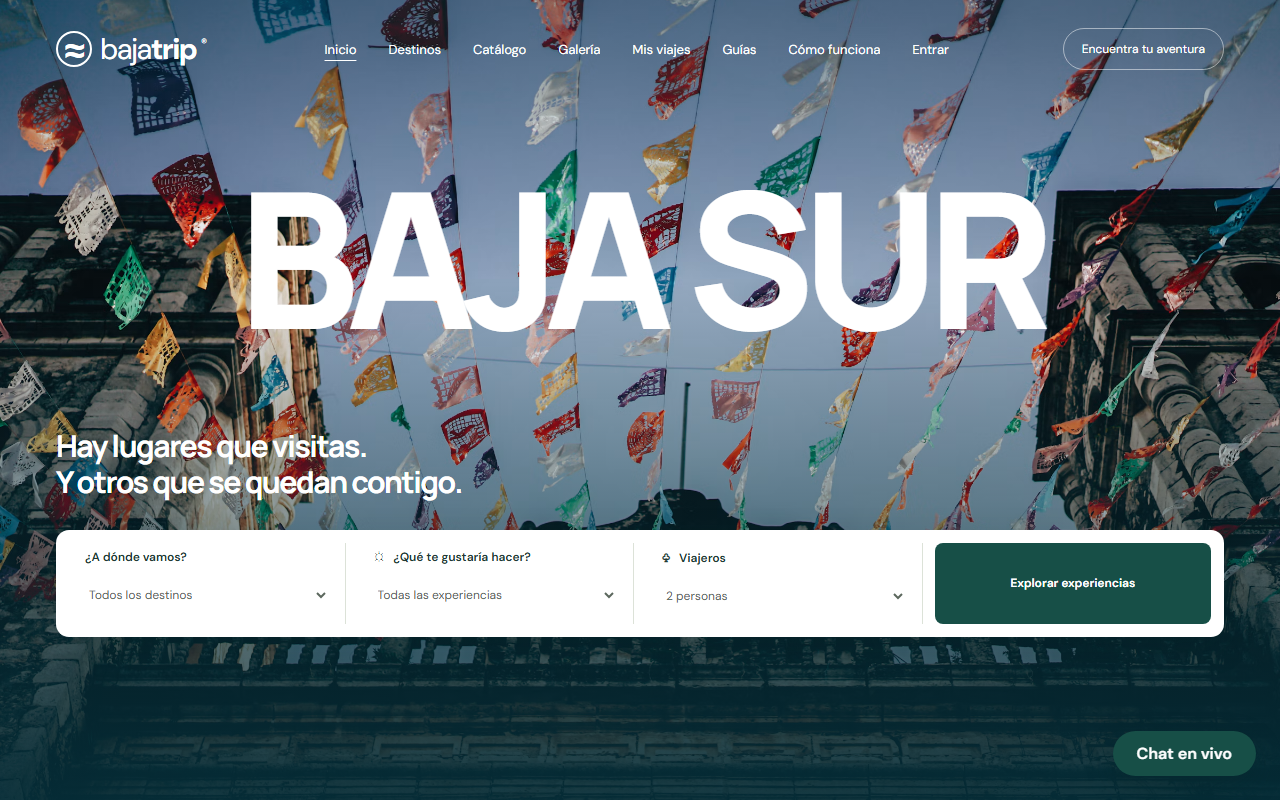 bajatrip®
Inicio
Destinos
Catálogo
Galería
Mis viajes
Guías
Cómo funciona
Entrar
Encuentra tu aventura
BAJA SUR
Hay lugares que visitas.
Y otros que se quedan contigo.
¿A dónde vamos?
Todos los destinos
¿Qué te gustaría hacer?
Todas las experiencias
Viajeros
2 personas
Explorar experiencias
Chat en vivo